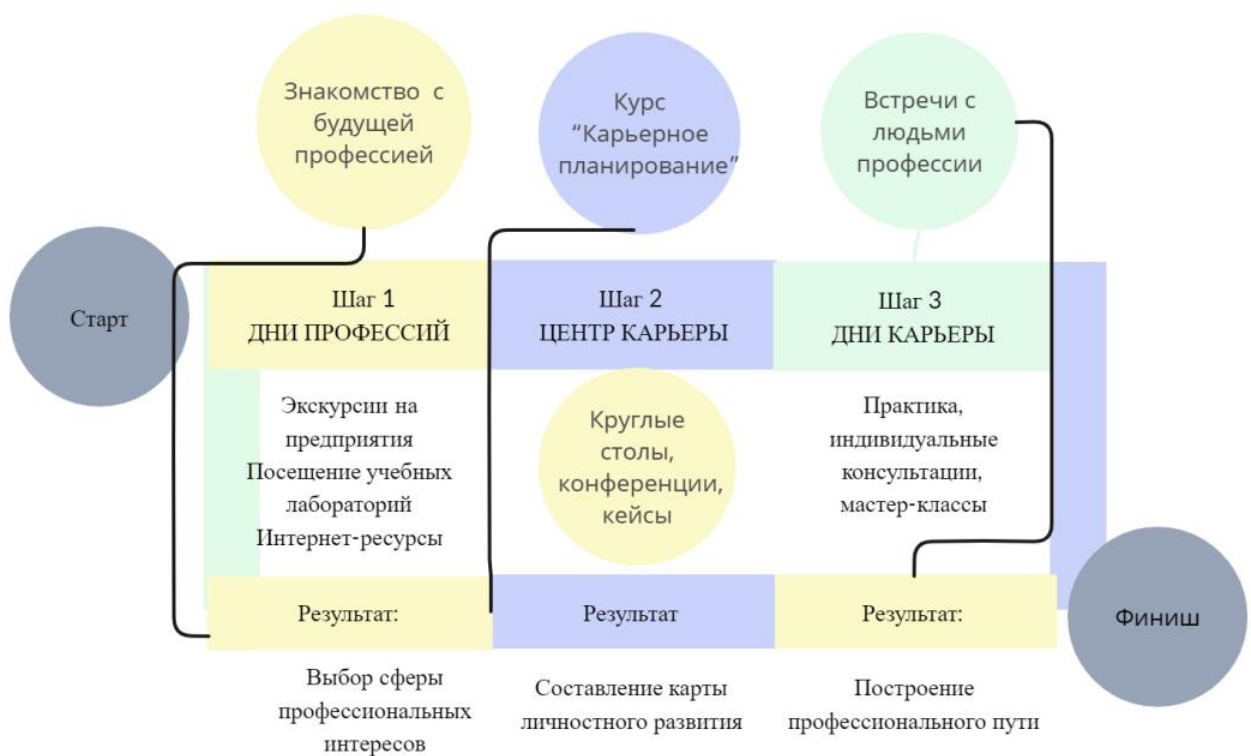 Знакомство с
будущей
профессией
Курс
“Карьерное
планирование”
Встречи с
людьми
профессии
Старт
Шаг 1
ДНИ ПРОФЕССИЙ
Шаг 2
ЦЕНТР КАРЬЕРЫ
Шаг 3
ДНИ КАРЬЕРЫ
Экскурсии на
предприятия
Посещение учебных
лабораторий
Интернет-ресурсы
Круглые
столы,
конференции,
кейсы
Практика,
индивидуальные
консультации,
мастер-классы
Результат:
Результат
Результат:
Финиш
Выбор сферы
профессиональных
интересов
Составление карты
личностного развития
Построение
профессионального пути